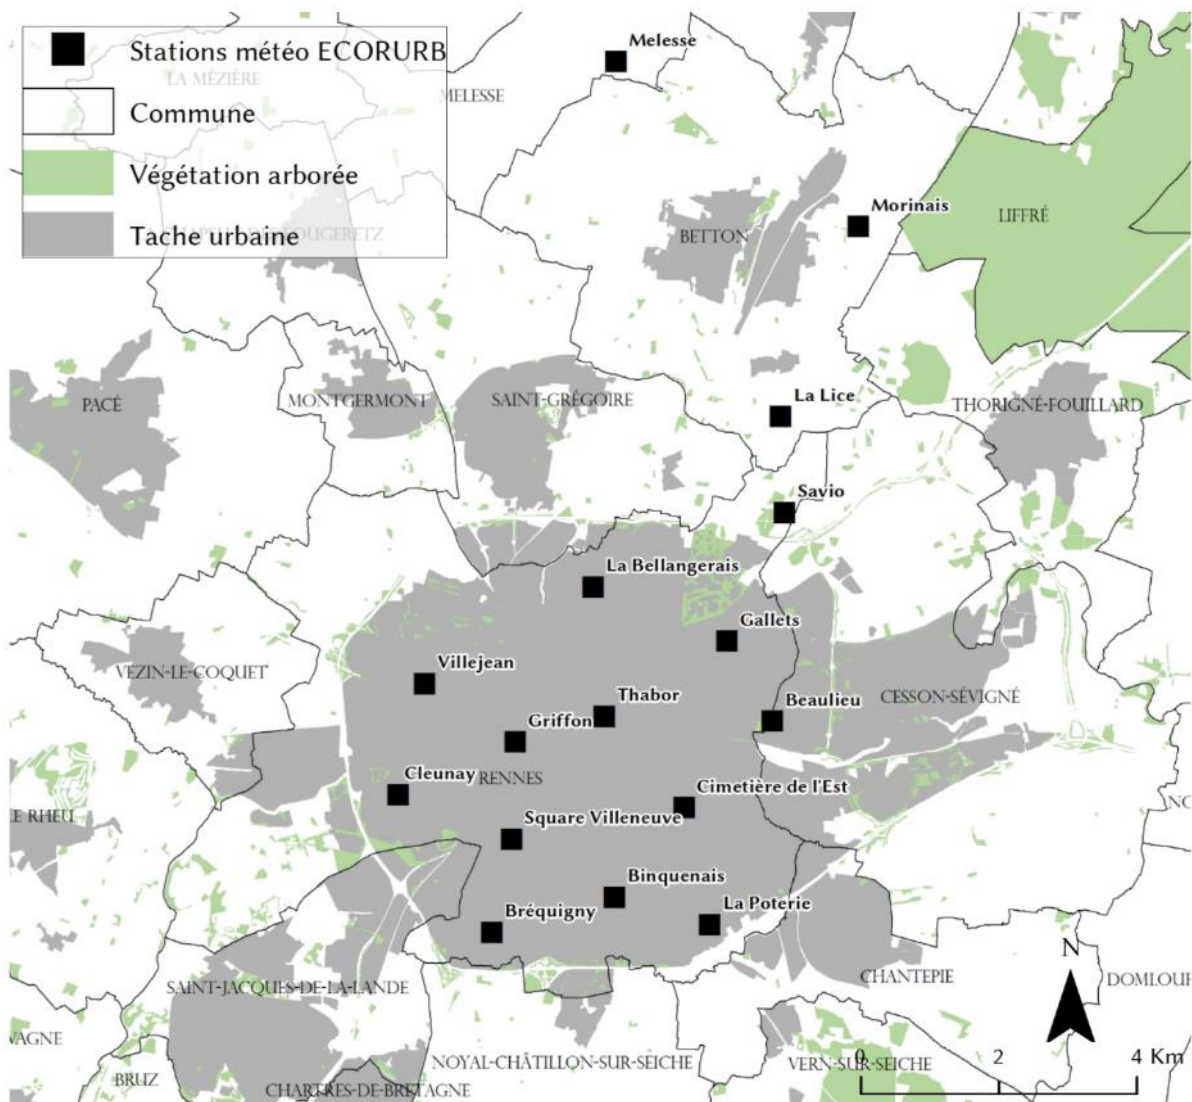 Stations météo ECORURB
LA MÉZIÈRE
Commune
Végétation arborée
Tache urbaine
Melesse
MELESSE
Morinais
LIFFRÉ
BETTON
La Lice
PACÉ
MONTGERMONT
SAINT-GRÉGOIRE
THORIGNÉ-FOUILLARD
Savio
La Bellangerais
Gallets
Villejean
VEZIN-LE-COQUET
Thabor
Beaulieu
CESSON-SÉVIGNÉ
Griffon
Cleunay
RENNES
Cimetière de l'Est
LE RHEU
Square Villeneuve
Binquenais
Bréquigny
La Poterie
N
CHANTEPIE
DOMLOUP
SAINT-JACQUES-DE-LA-LANDE
VAGNE
NOYAL-CHÂTILLON-SUR-SEICHE
VERN-SUR-SEICHE
0 2 4 Km
BRUZ
CHARTRES-DE-BRETAGNE